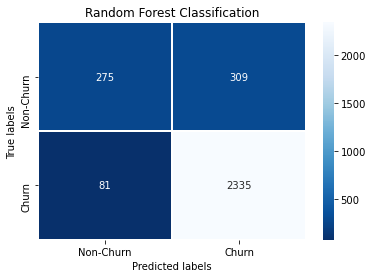 Random Forest Classification
True labels
Non-Churn
Churn
275
309
81
2335
Non-Churn
Churn
Predicted labels
2000
1500
1000
500